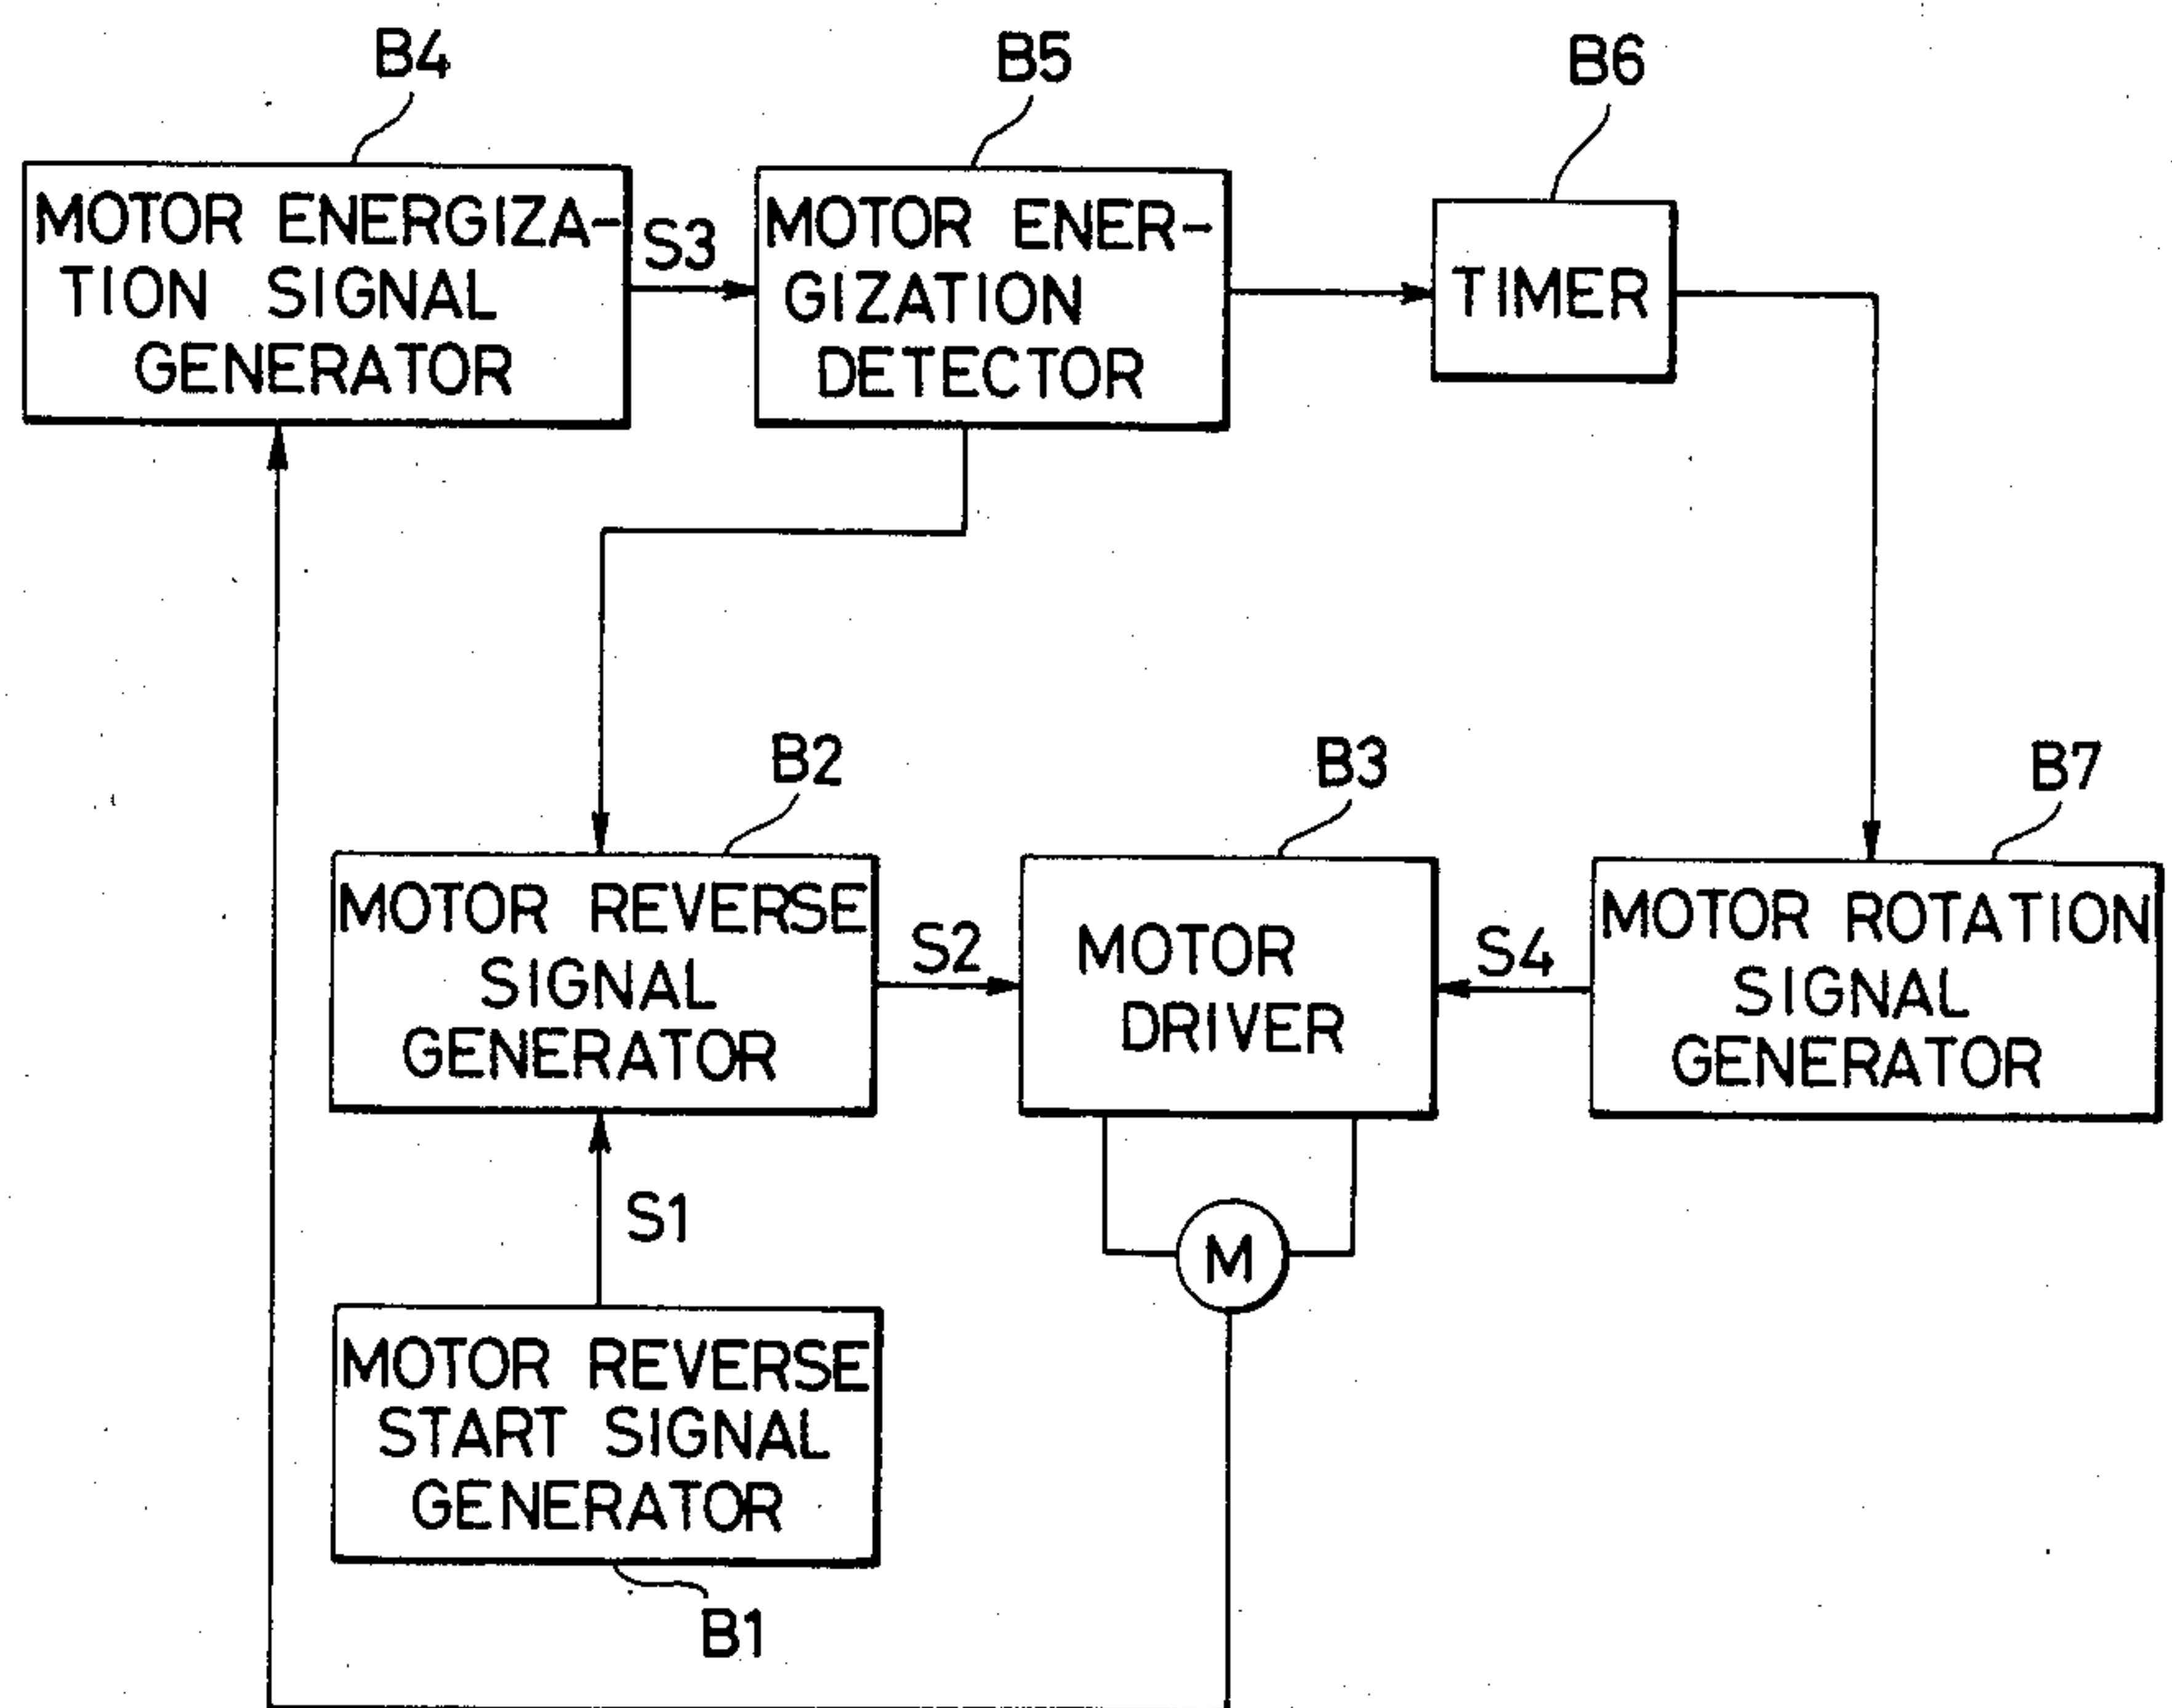 B4
B5
B6
MOTOR ENERGIZA-
TION SIGNAL
GENERATOR
S3
MOTOR ENER-
GIZATION
DETECTOR
TIMER
B2
B3
B7
MOTOR REVERSE
SIGNAL
GENERATOR
S2
MOTOR
DRIVER
S4
MOTOR ROTATION
SIGNAL
GENERATOR
S1
M
MOTOR REVERSE
START SIGNAL
GENERATOR
B1